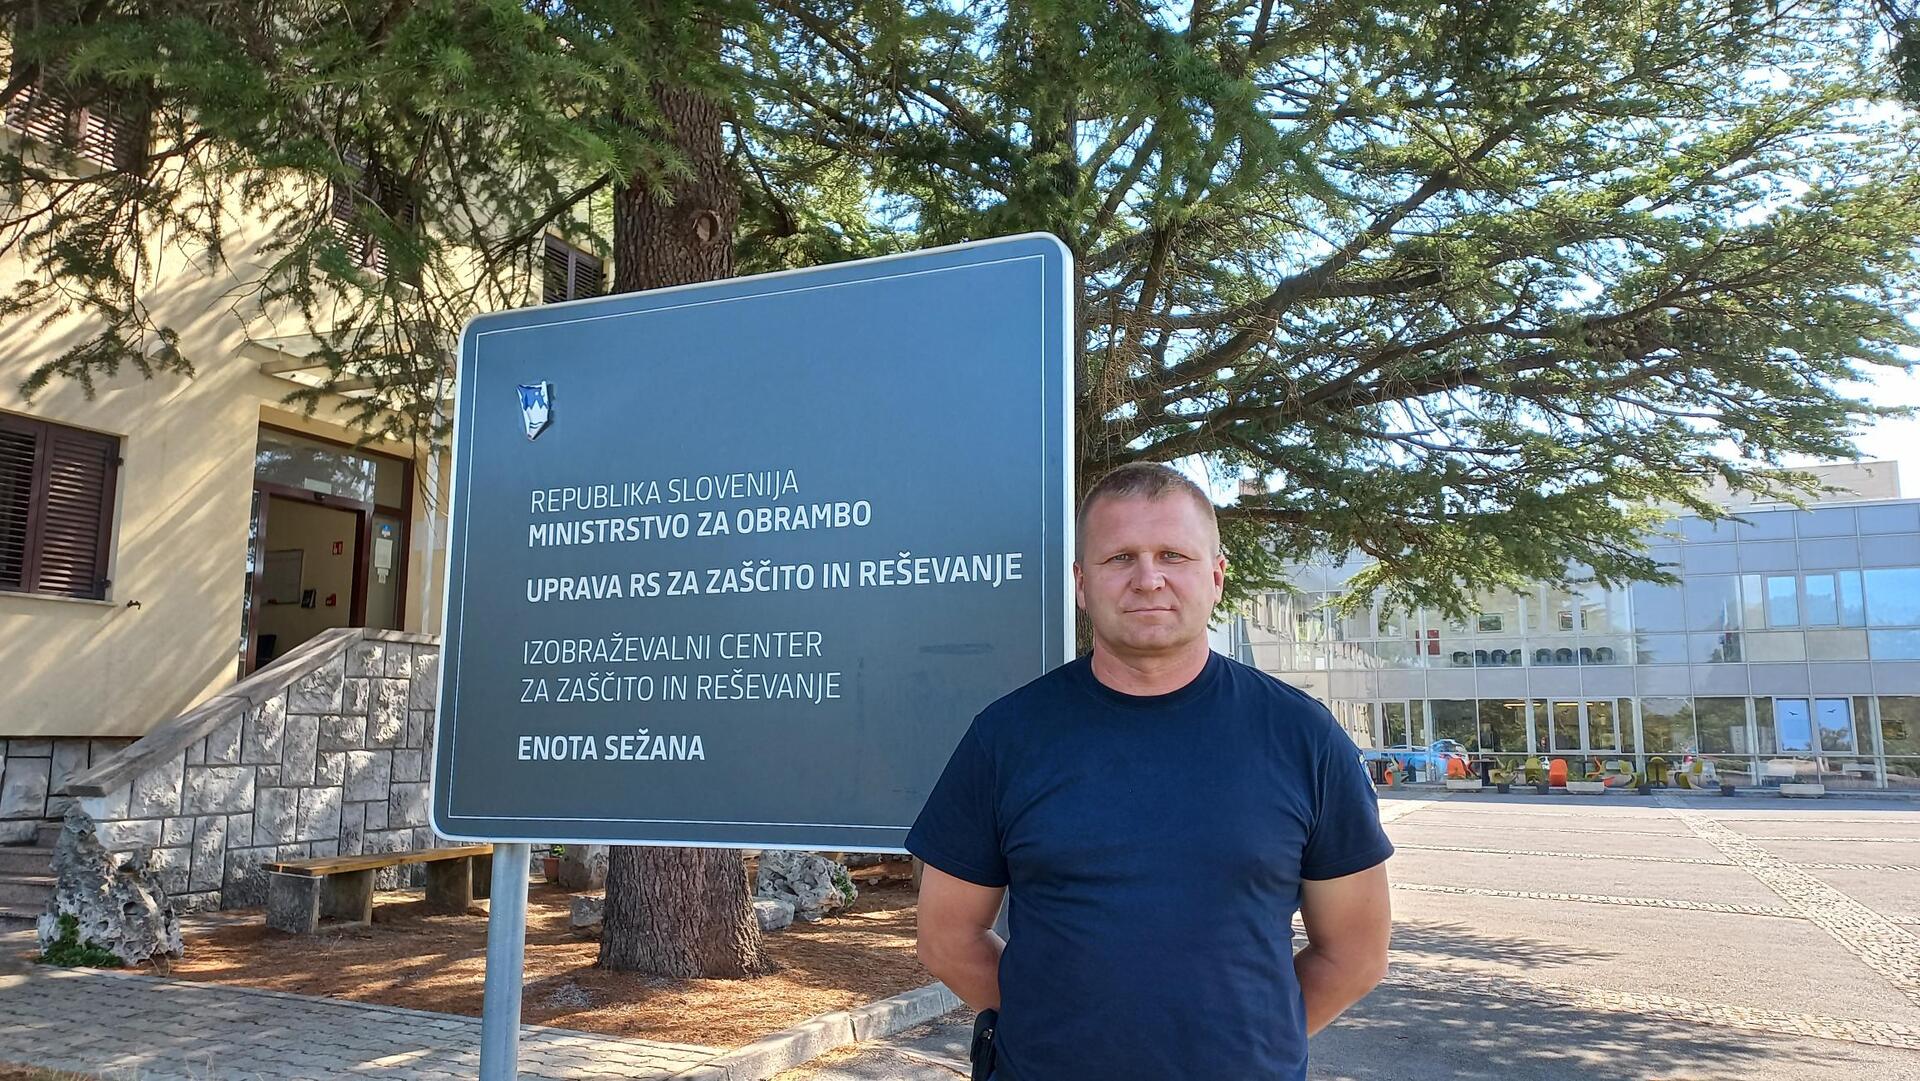 REPUBLIKA SLOVENIJA
MINISTRSTVO ZA OBRAMBO
UPRAVA RS ZA ZAŠČITO IN REŠEVANJE
IZOBRAŽEVALNI CENTER
ZA ZAŠČITO IN REŠEVANJE
ENOTA SEŽANA